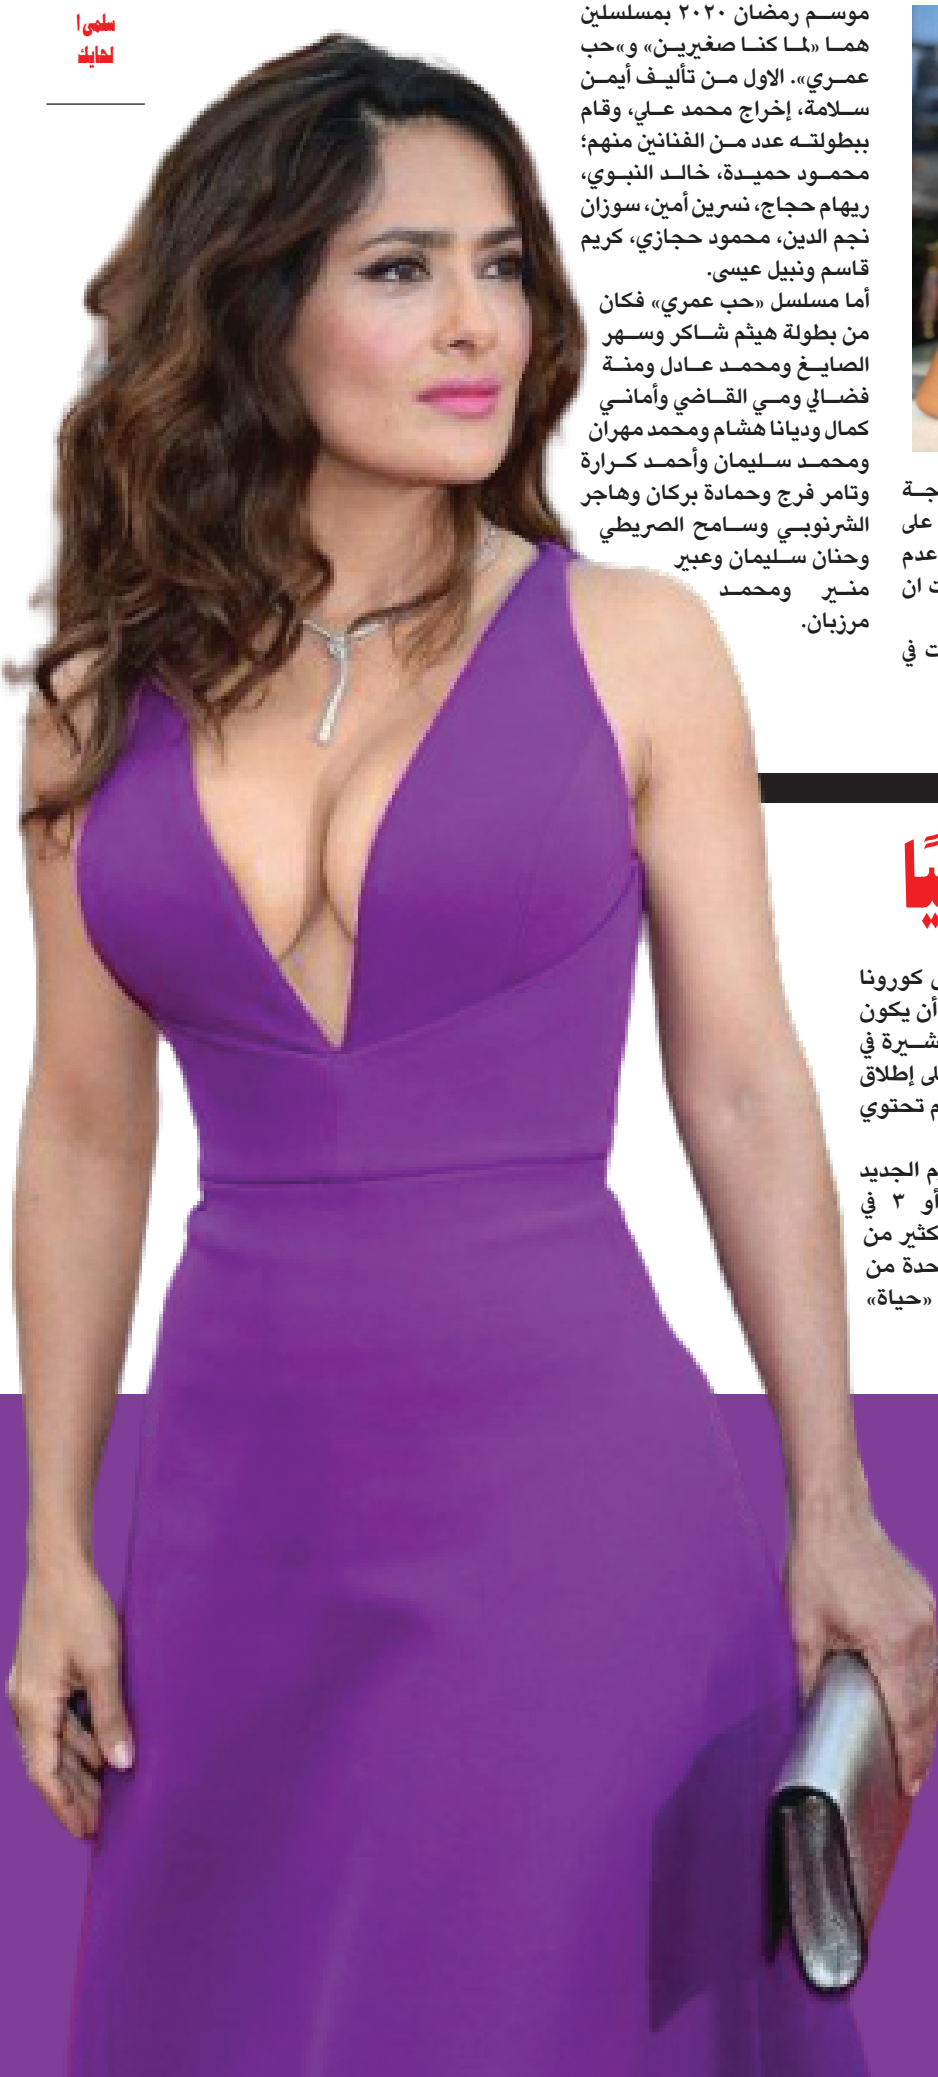 سلمى ا
لحايك
موسم رمضان ٢٠٢٠ بمسلسلين
هما «لما كنا صغيرين» و»حب
عمري». الاول من تأليف أيمن
سلامة، إخراج محمد علي، وقام
ببطولته عدد من الفنانين منهم؛
محمود حميدة، خالد النبوي،
ريهام حجاج، نسرين أمين، سوزان
نجم الدين، محمود حجازي، كريم
قاسم ونبيل عيسى.
أما مسلسل «حب عمري» فكان
من بطولة هيثم شاكر وسهر
الصايغ ومحمد عادل ومنة
فضالي ومي القاضي وأماني
كمال وديانا هشام ومحمد مهران
ومحمد سليمان وأحمد كرارة
وتامر فرج وحمادة بركان وهاجر
الشرنوبي وسامح الصريطي
وحنان سليمان وعبير
منير ومحمد
مرزبان.
على
عدم
ان
في
كورونا
أن يكون
في
إطلاق
تحتوي
الجديد
أو ٣ في
من
من
«حياة»